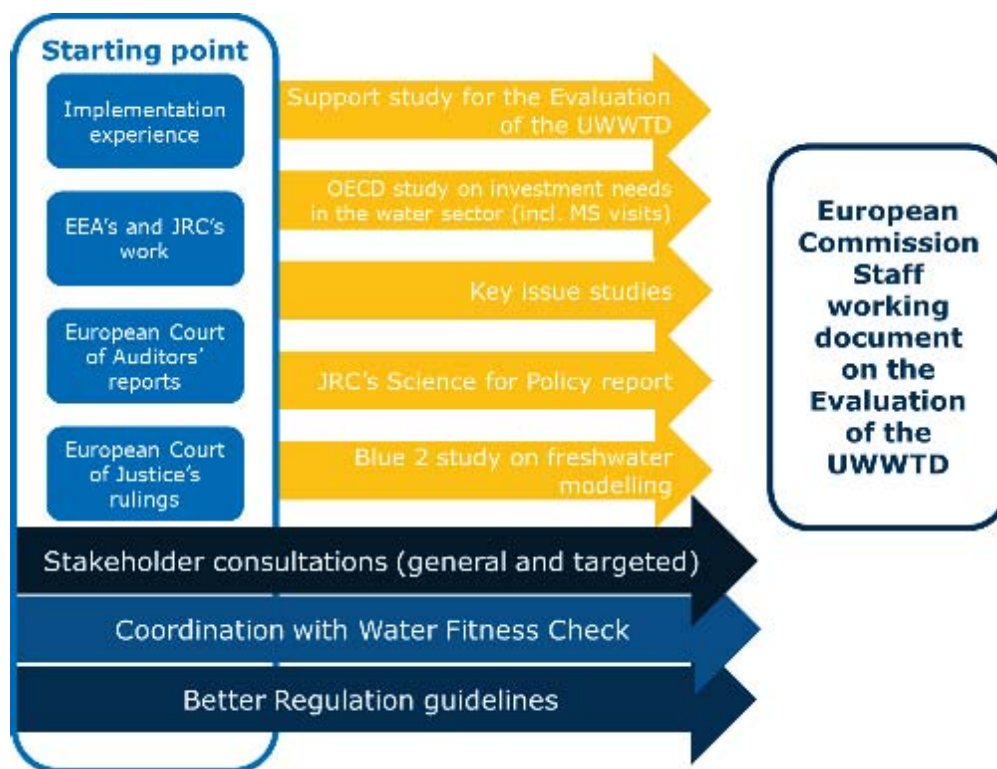 Starting point
Implementation
experience
EEA's and JRC's
work
European Court
of Auditors'
reports
European Court
of Justice's
rulings
Support study for the Evaluation
of the UWWTD
OECD study on investment needs
in the water sector (incl. MS visits)
Key issue studies
JRC's Science for Policy report
Blue 2 study on freshwater
modelling
Stakeholder consultations (general and targeted)
Coordination with Water Fitness Check
Better Regulation guidelines
European
Commission
Staff
working
document
on the
Evaluation
of the
UWWTD